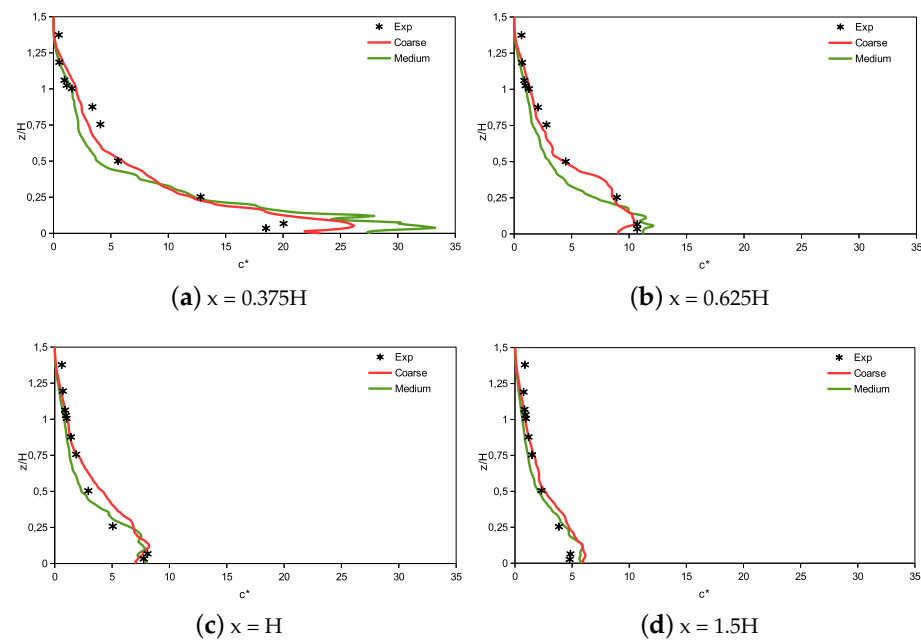 1,5
1,25
1
0,75
0,5
0,25
0
z/H
0 5 10 15 20 25 30 35
c*
Exp
Coarse
Medium
(a) x = 0.375H
1,5
1,25
1
0,75
0,5
0,25
0
z/H
0 5 10 15 20 25 30 35
c*
Exp
Coarse
Medium
(b) x = 0.625H
1,5
1,25
1
0,75
0,5
0,25
0
z/H
0 5 10 15 20 25 30 35
c*
Exp
Coarse
Medium
(c) x = H
1,5
1,25
1
0,75
0,5
0,25
0
z/H
0 5 10 15 20 25 30 35
c*
Exp
Coarse
Medium
(d) x = 1.5H